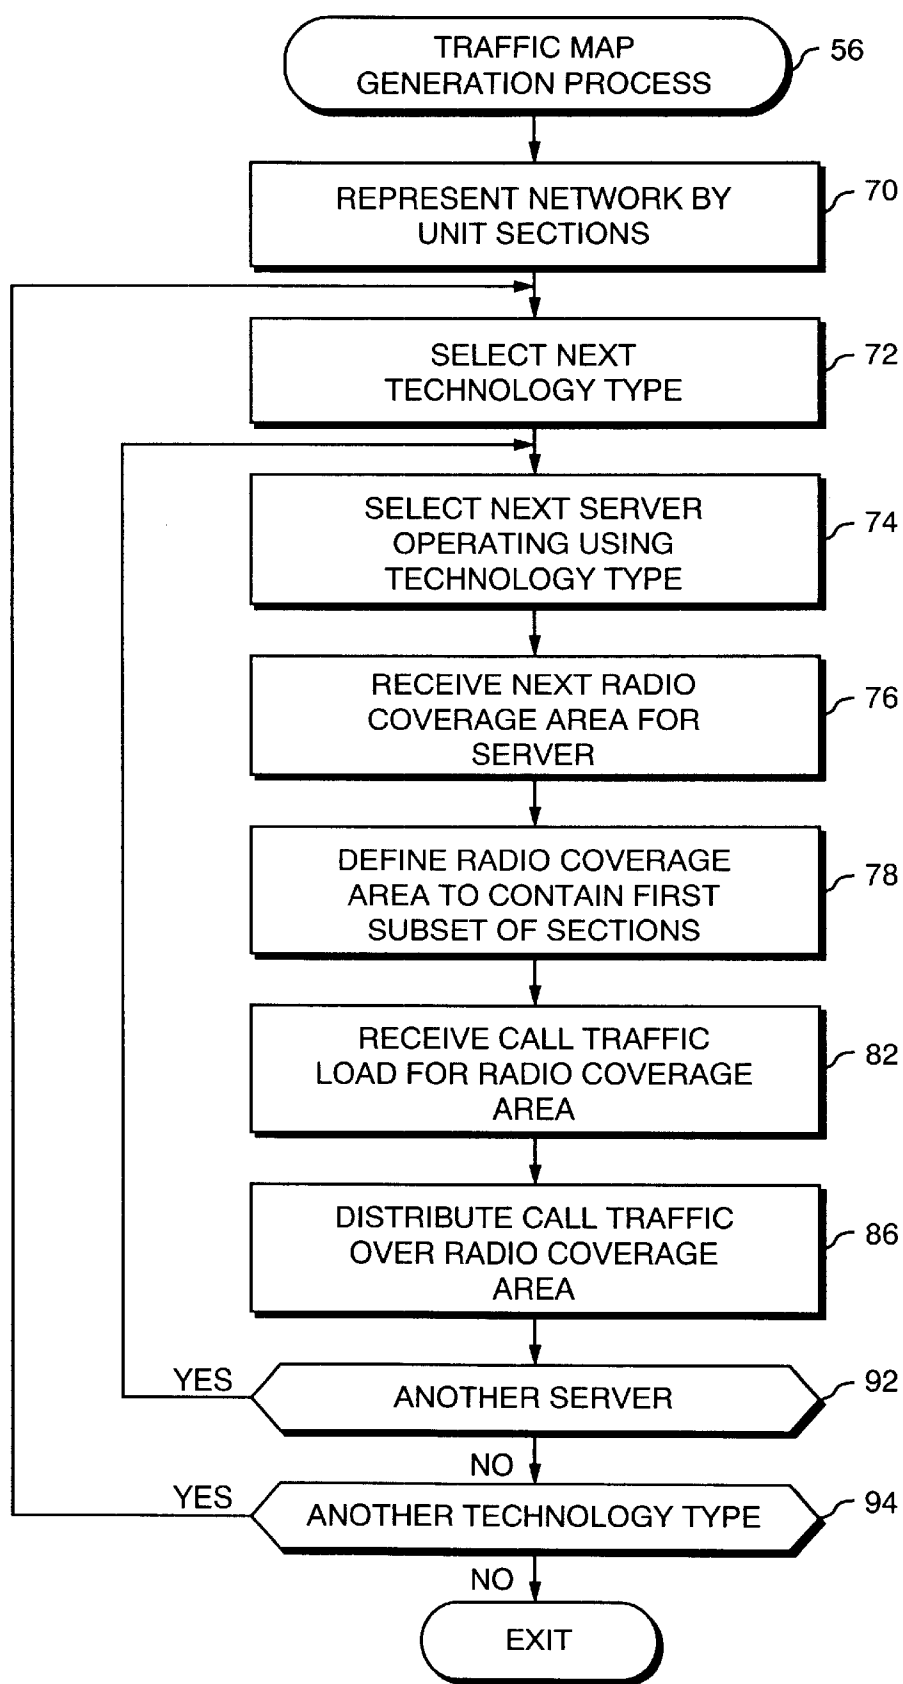 TRAFFIC MAP
GENERATION PROCESS
56
REPRESENT NETWORK BY
UNIT SECTIONS
70
SELECT NEXT
TECHNOLOGY TYPE
72
SELECT NEXT SERVER
OPERATING USING
TECHNOLOGY TYPE
74
RECEIVE NEXT RADIO
COVERAGE AREA FOR
SERVER
76
DEFINE RADIO COVERAGE
AREA TO CONTAIN FIRST
SUBSET OF SECTIONS
78
RECEIVE CALL TRAFFIC
LOAD FOR RADIO COVERAGE
AREA
82
DISTRIBUTE CALL TRAFFIC
OVER RADIO COVERAGE
AREA
86
YES
ANOTHER SERVER
92
NO
YES
ANOTHER TECHNOLOGY TYPE
94
NO
EXIT